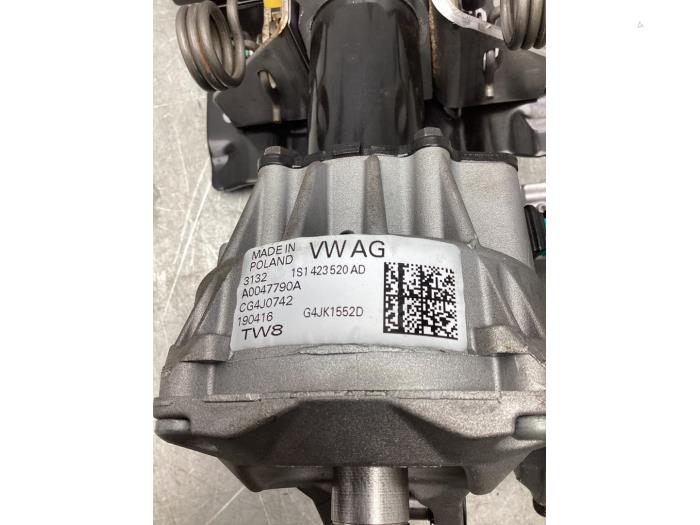 MADE IN
POLAND
VW AG
3132
1S1 423 520 AD
A0047790A
CG4J0742
190416
G4JK1552D
TW8